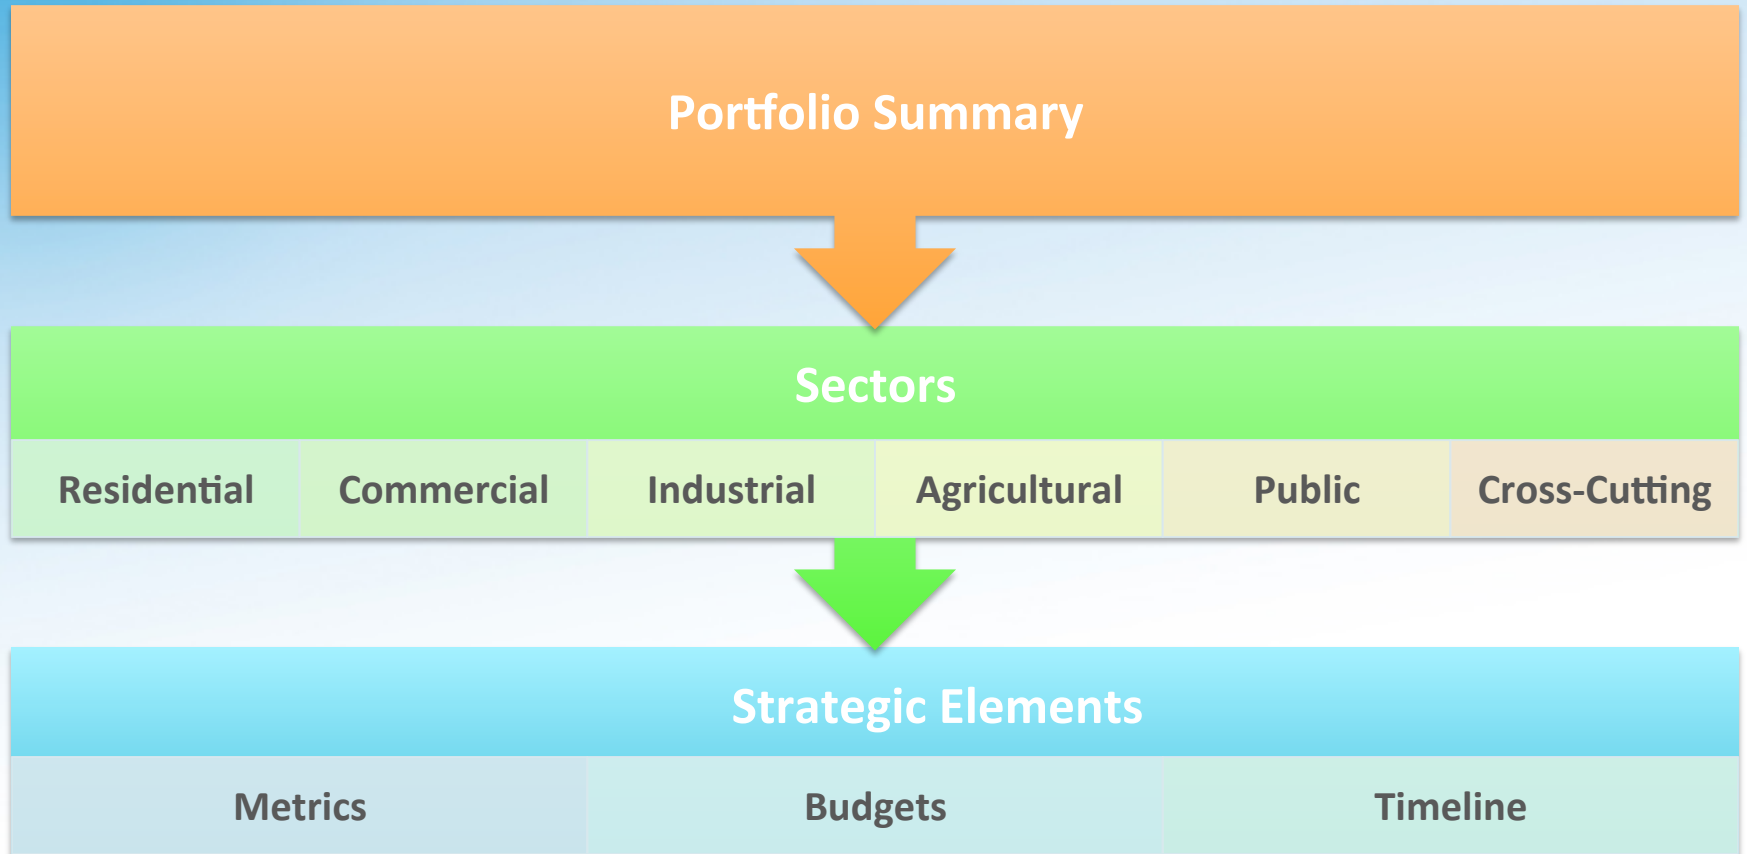 Portfolio Summary
Sectors
Residential Commercial Industrial Agricultural Public Cross-Cutting
Strategic Elements
Metrics Budgets Timeline